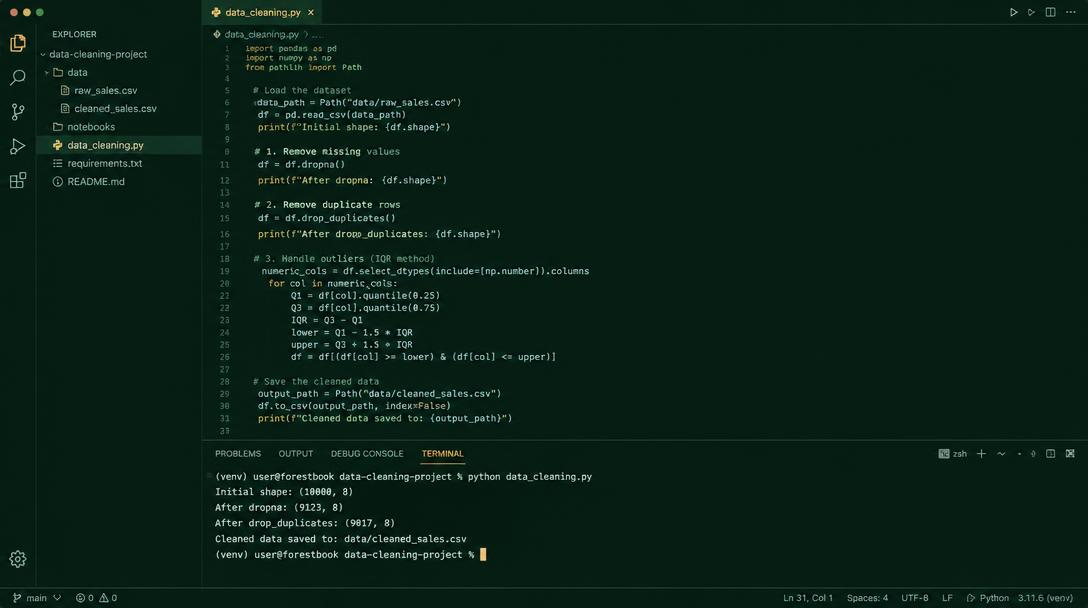 data_cleaning.py ×
EXPLORER
data-cleaning-project
data
raw_sales.csv
cleaned_sales.csv
notebooks
data_cleaning.py
requirements.txt
README.md
data_cleaning.py > ...
1 import pandas as pd
2 import numpy as np
3 from pathlib import Path
4
5 # Load the dataset
6 data_path = Path("data/raw_sales.csv")
7 df = pd.read_csv(data_path)
8 print(f"Initial shape: {df.shape}")
9
0 # 1. Remove missing values
11 df = df.dropna()
12 print(f"After dropna: {df.shape}")
13
14 # 2. Remove duplicate rows
15 df = df.drop_duplicates()
16 print(f"After drop_duplicates: {df.shape}")
17
18 # 3. Handle outliers (IQR method)
19 numeric_cols = df.select_dtypes(include=[np.number]).columns
20 for col in numeric_cols:
21 Q1 = df[col].quantile(0.25)
22 Q3 = df[col].quantile(0.75)
23 IQR = Q3 - Q1
24 lower = Q1 - 1.5 * IQR
25 upper = Q3 + 1.5 * IQR
26 df = df[(df[col] >= lower) & (df[col] <= upper)]
27
28 # Save the cleaned data
29 output_path = Path("data/cleaned_sales.csv")
30 df.to_csv(output_path, index=False)
31 print(f"Cleaned data saved to: {output_path}")
33
PROBLEMS OUTPUT DEBUG CONSOLE TERMINAL zsh
(venv) user@forestbook data-cleaning-project % python data_cleaning.py
Initial shape: (10000, 8)
After dropna: (9123, 8)
After drop_duplicates: (9017, 8)
Cleaned data saved to: data/cleaned_sales.csv
(venv) user@forestbook data-cleaning-project %
main 0 0 Ln 31, Col 1 Spaces: 4 UTF-8 LF Python 3.11.6 (venv)